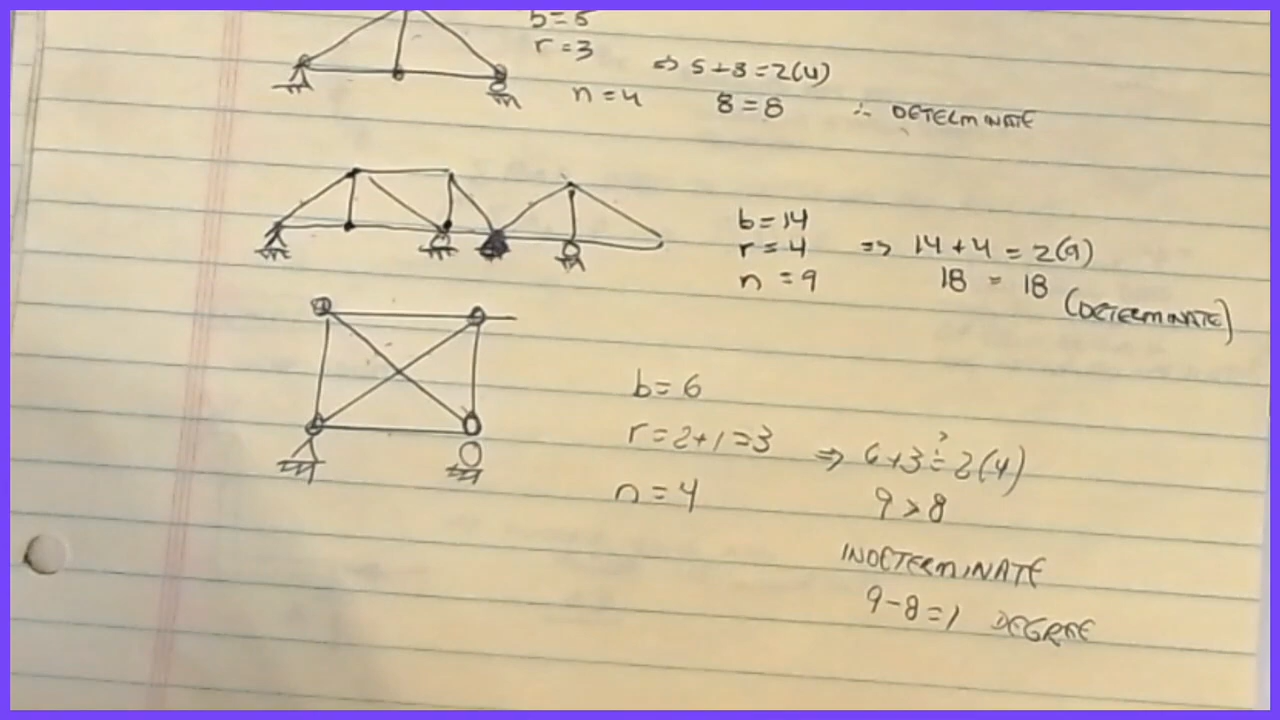 b=5
r=3 ⇒ 5+3=2(4)
n=4 8=8 ∴ DETERMINATE
b=14
r=4 ⇒ 14+4=2(9)
n=9 18=18 (DETERMINATE)
b=6
r=2+1=3 ⇒ 6+3≟2(4)
n=4 9>8
INDETERMINATE
9-8=1 DEGREE